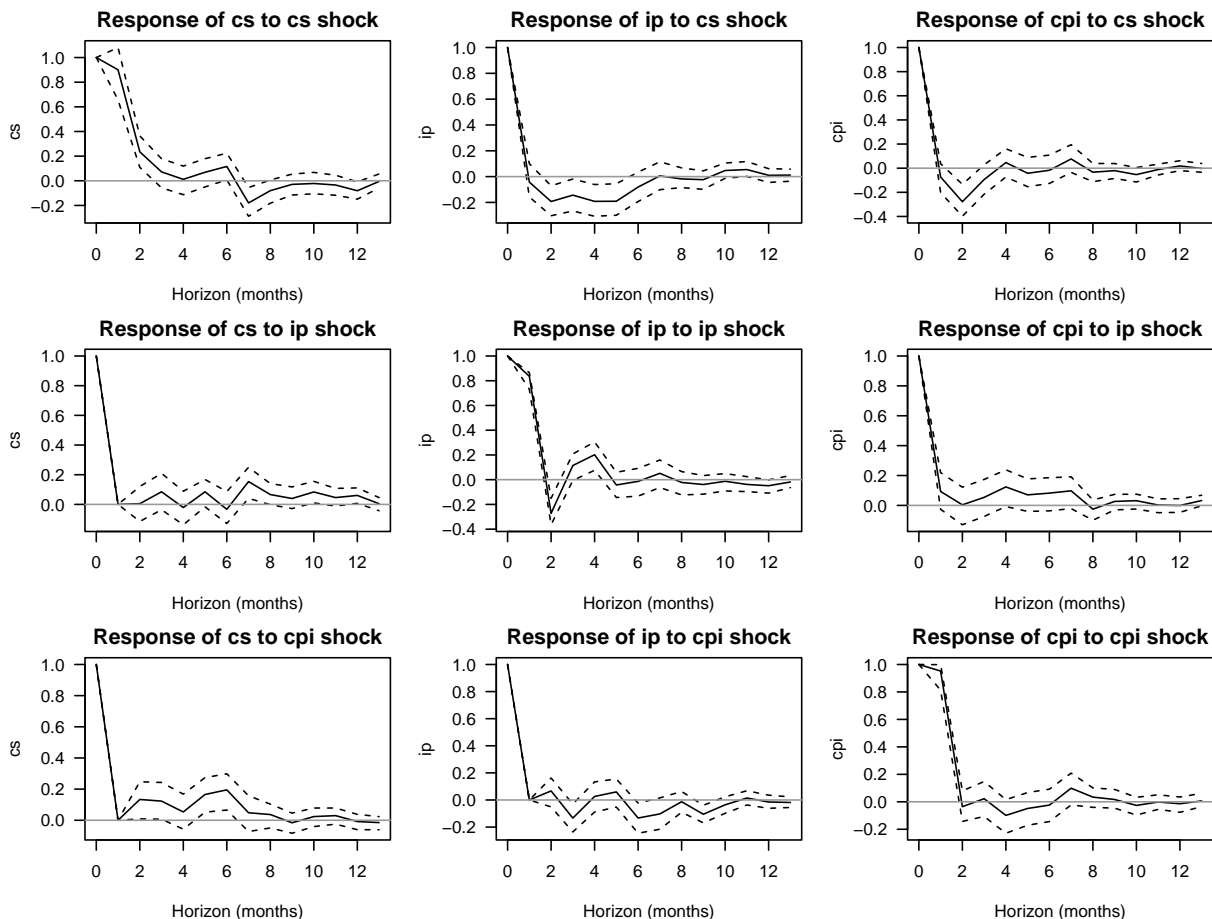 Response of cs to cs shock
cs
1.0
0.8
0.6
0.4
0.2
0.0
−0.2
0 2 4 6 8 10 12
Horizon (months)
Response of ip to cs shock
ip
1.0
0.8
0.6
0.4
0.2
0.0
−0.2
0 2 4 6 8 10 12
Horizon (months)
Response of cpi to cs shock
cpi
1.0
0.8
0.6
0.4
0.2
0.0
−0.2
−0.4
0 2 4 6 8 10 12
Horizon (months)
Response of cs to ip shock
cs
1.0
0.8
0.6
0.4
0.2
0.0
0 2 4 6 8 10 12
Horizon (months)
Response of ip to ip shock
ip
1.0
0.8
0.6
0.4
0.2
0.0
−0.2
−0.4
0 2 4 6 8 10 12
Horizon (months)
Response of cpi to ip shock
cpi
1.0
0.8
0.6
0.4
0.2
0.0
0 2 4 6 8 10 12
Horizon (months)
Response of cs to cpi shock
cs
1.0
0.8
0.6
0.4
0.2
0.0
0 2 4 6 8 10 12
Horizon (months)
Response of ip to cpi shock
ip
1.0
0.8
0.6
0.4
0.2
0.0
−0.2
0 2 4 6 8 10 12
Horizon (months)
Response of cpi to cpi shock
cpi
1.0
0.8
0.6
0.4
0.2
0.0
−0.2
0 2 4 6 8 10 12
Horizon (months)